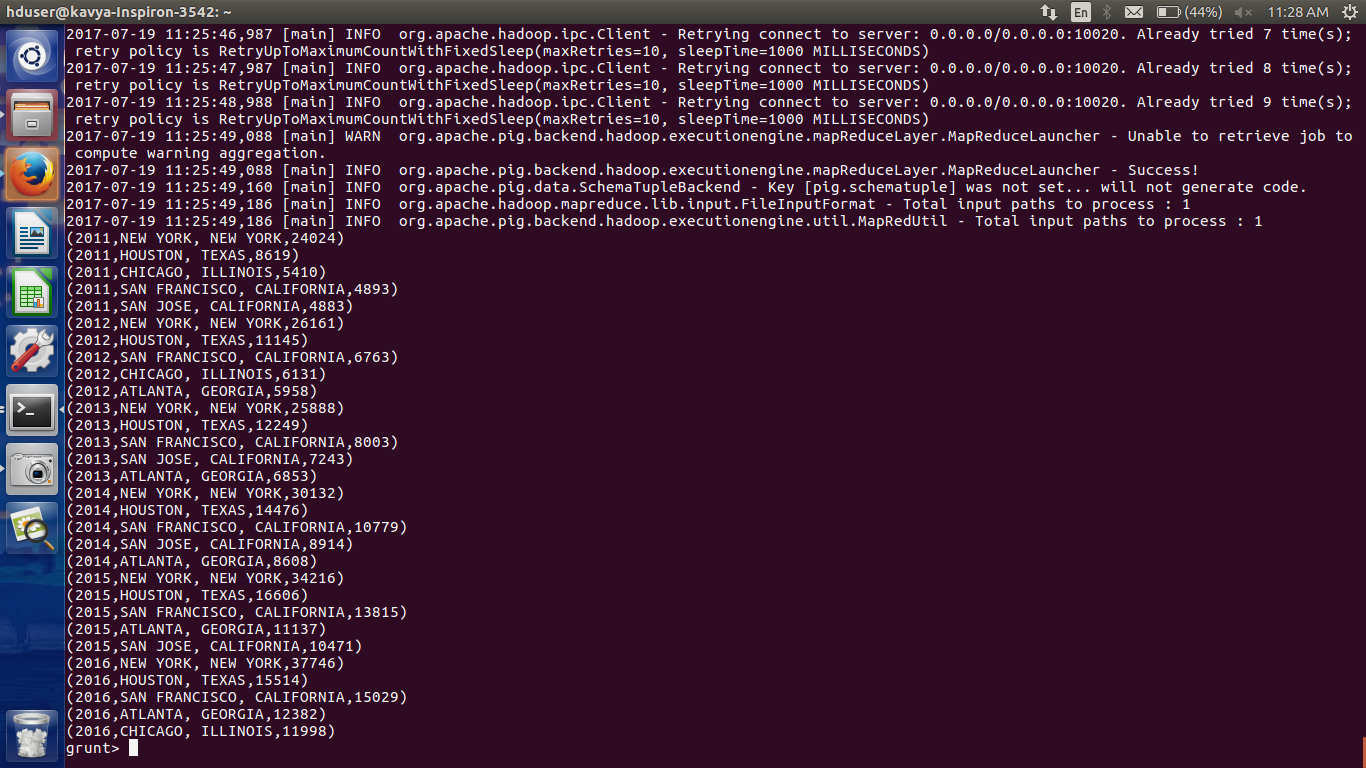 hduser@kavya-Inspiron-3542: ~
En (44%) 11:28 AM
2017-07-19 11:25:46,987 [main] INFO  org.apache.hadoop.ipc.Client - Retrying connect to server: 0.0.0.0/0.0.0.0:10020. Already tried 7 time(s);
 retry policy is RetryUpToMaximumCountWithFixedSleep(maxRetries=10, sleepTime=1000 MILLISECONDS)
2017-07-19 11:25:47,987 [main] INFO  org.apache.hadoop.ipc.Client - Retrying connect to server: 0.0.0.0/0.0.0.0:10020. Already tried 8 time(s);
 retry policy is RetryUpToMaximumCountWithFixedSleep(maxRetries=10, sleepTime=1000 MILLISECONDS)
2017-07-19 11:25:48,988 [main] INFO  org.apache.hadoop.ipc.Client - Retrying connect to server: 0.0.0.0/0.0.0.0:10020. Already tried 9 time(s);
 retry policy is RetryUpToMaximumCountWithFixedSleep(maxRetries=10, sleepTime=1000 MILLISECONDS)
2017-07-19 11:25:49,088 [main] WARN  org.apache.pig.backend.hadoop.executionengine.mapReduceLayer.MapReduceLauncher - Unable to retrieve job to
 compute warning aggregation.
2017-07-19 11:25:49,088 [main] INFO  org.apache.pig.backend.hadoop.executionengine.mapReduceLayer.MapReduceLauncher - Success!
2017-07-19 11:25:49,160 [main] INFO  org.apache.pig.data.SchemaTupleBackend - Key [pig.schematuple] was not set... will not generate code.
2017-07-19 11:25:49,186 [main] INFO  org.apache.hadoop.mapreduce.lib.input.FileInputFormat - Total input paths to process : 1
2017-07-19 11:25:49,186 [main] INFO  org.apache.pig.backend.hadoop.executionengine.util.MapRedUtil - Total input paths to process : 1
(2011,NEW YORK, NEW YORK,24024)
(2011,HOUSTON, TEXAS,8619)
(2011,CHICAGO, ILLINOIS,5410)
(2011,SAN FRANCISCO, CALIFORNIA,4893)
(2011,SAN JOSE, CALIFORNIA,4883)
(2012,NEW YORK, NEW YORK,26161)
(2012,HOUSTON, TEXAS,11145)
(2012,SAN FRANCISCO, CALIFORNIA,6763)
(2012,CHICAGO, ILLINOIS,6131)
(2012,ATLANTA, GEORGIA,5958)
(2013,NEW YORK, NEW YORK,25888)
(2013,HOUSTON, TEXAS,12249)
(2013,SAN FRANCISCO, CALIFORNIA,8003)
(2013,SAN JOSE, CALIFORNIA,7243)
(2013,ATLANTA, GEORGIA,6853)
(2014,NEW YORK, NEW YORK,30132)
(2014,HOUSTON, TEXAS,14476)
(2014,SAN FRANCISCO, CALIFORNIA,10779)
(2014,SAN JOSE, CALIFORNIA,8914)
(2014,ATLANTA, GEORGIA,8608)
(2015,NEW YORK, NEW YORK,34216)
(2015,HOUSTON, TEXAS,16606)
(2015,SAN FRANCISCO, CALIFORNIA,13815)
(2015,ATLANTA, GEORGIA,11137)
(2015,SAN JOSE, CALIFORNIA,10471)
(2016,NEW YORK, NEW YORK,37746)
(2016,HOUSTON, TEXAS,15514)
(2016,SAN FRANCISCO, CALIFORNIA,15029)
(2016,ATLANTA, GEORGIA,12382)
(2016,CHICAGO, ILLINOIS,11998)
grunt>